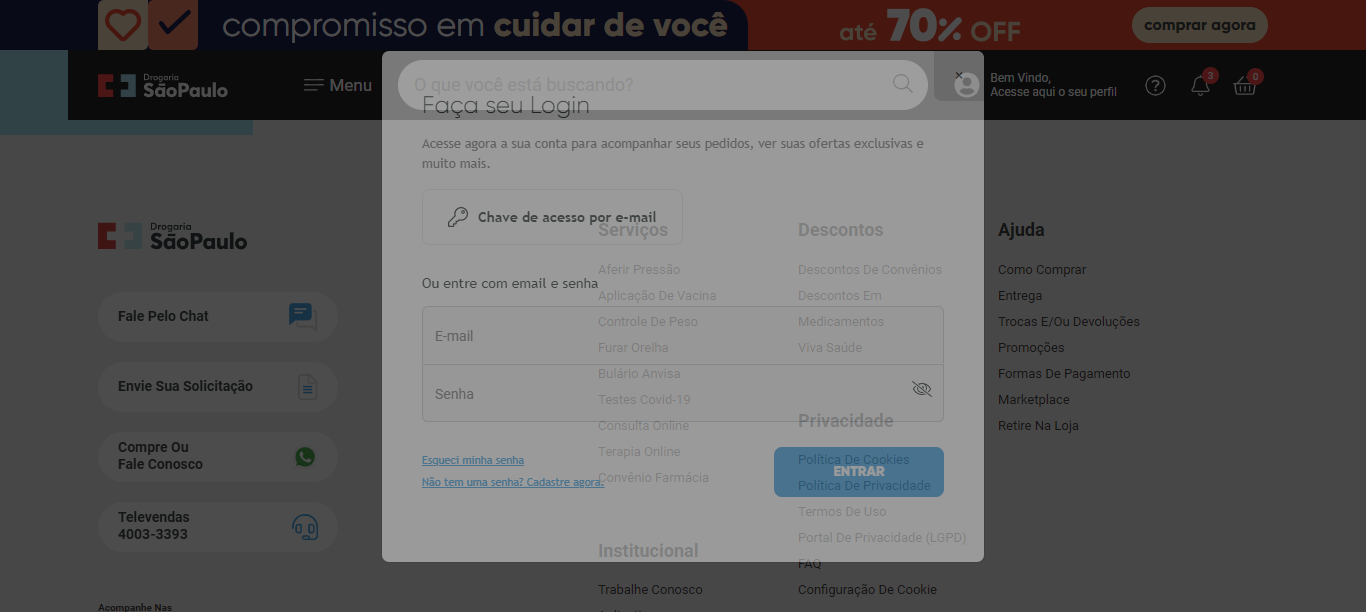 compromisso em cuidar de você
até 70% OFF
comprar agora
Drogaria
SãoPaulo
Menu
O que você está buscando?
Bem Vindo,
Acesse aqui o seu perfil
3
0
Faça seu Login
Acesse agora a sua conta para acompanhar seus pedidos, ver suas ofertas exclusivas e
muito mais.
Chave de acesso por e-mail
Ou entre com email e senha
E-mail
Senha
Esqueci minha senha
Não tem uma senha? Cadastre agora.
ENTRAR
Drogaria
SãoPaulo
Fale Pelo Chat
Envie Sua Solicitação
Compre Ou
Fale Conosco
Televendas
4003-3393
Acompanhe Nas
Serviços
Aferir Pressão
Aplicação De Vacina
Controle De Peso
Furar Orelha
Bulário Anvisa
Testes Covid-19
Consulta Online
Terapia Online
Convênio Farmácia
Institucional
Trabalhe Conosco
Descontos
Descontos De Convênios
Descontos Em
Medicamentos
Viva Saúde
Privacidade
Política De Cookies
Política De Privacidade
Termos De Uso
Portal De Privacidade (LGPD)
FAQ
Configuração De Cookie
Ajuda
Como Comprar
Entrega
Trocas E/Ou Devoluções
Promoções
Formas De Pagamento
Marketplace
Retire Na Loja